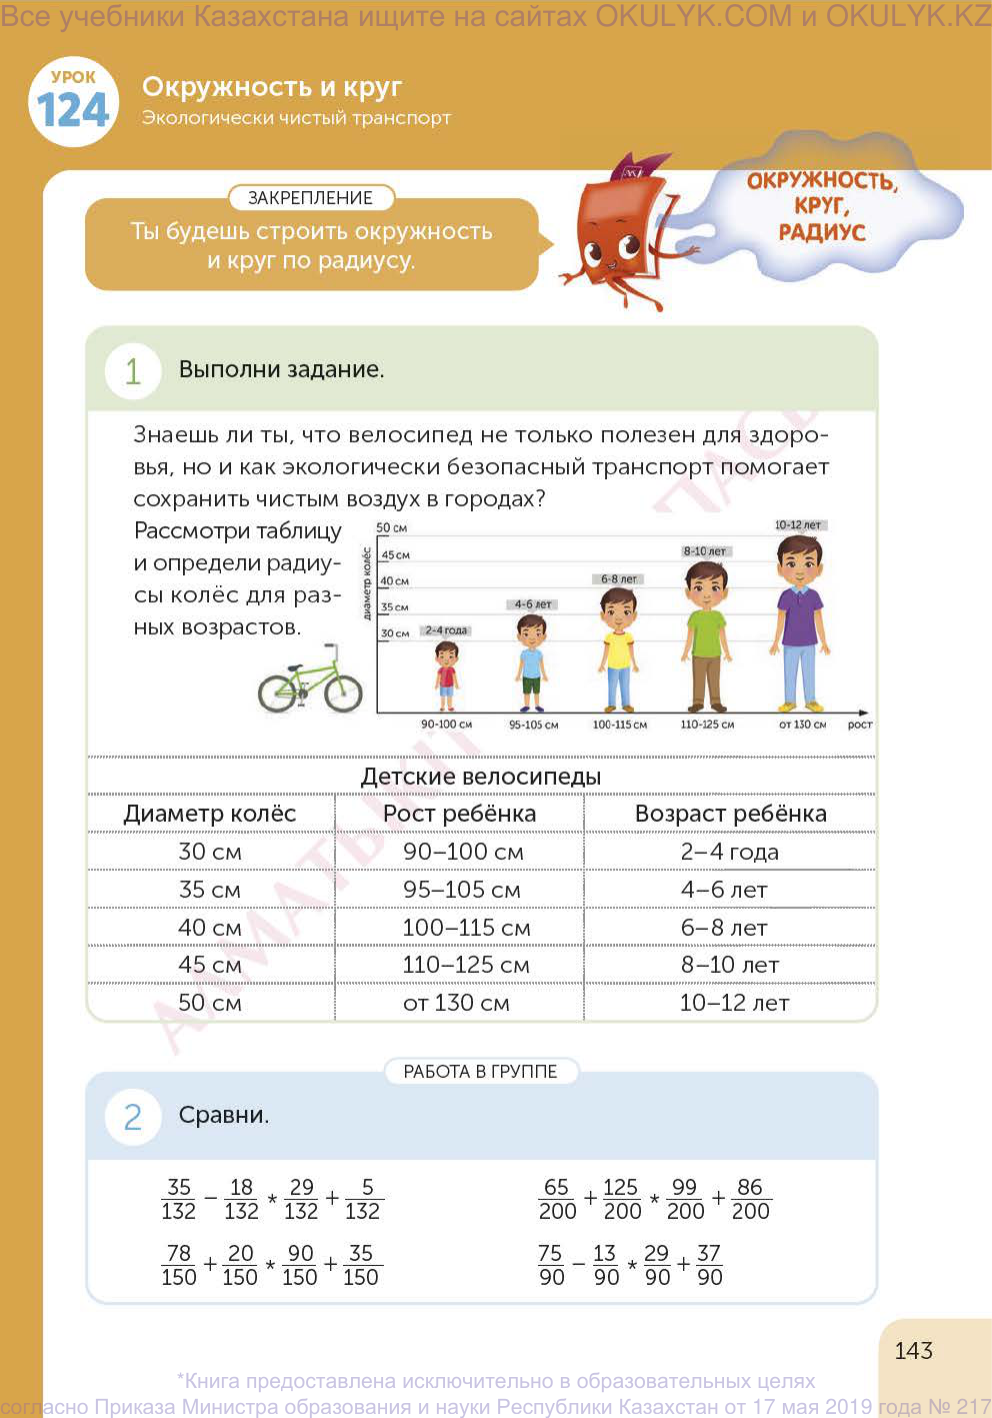 Все учебники Казахстана ищите на сайтах OKULYK.COM и OKULYK.KZ
УРОК
124
Окружность и круг
Экологически чистый транспорт
ЗАКРЕПЛЕНИЕ
Ты будешь строить окружность
и круг по радиусу.
ОКРУЖНОСТЬ,
КРУГ,
РАДИУС
1
Выполни задание.
Знаешь ли ты, что велосипед не только полезен для здоро-
вья, но и как экологически безопасный транспорт помогает
сохранить чистым воздух в городах?
Рассмотри таблицу
и определи радиу-
сы колёс для раз-
ных возрастов.
диаметр колёс
50 см
45 см
40 см
35 см
30 см
2-4 года
4-6 лет
6-8 лет
8-10 лет
10-12 лет
90-100 см 95-105 см 100-115 см 110-125 см от 130 см рост
Детские велосипеды
Диаметр колёс Рост ребёнка Возраст ребёнка
30 см 90–100 см 2–4 года
35 см 95–105 см 4–6 лет
40 см 100–115 см 6–8 лет
45 см 110–125 см 8–10 лет
50 см от 130 см 10–12 лет
РАБОТА В ГРУППЕ
2
Сравни.
35/132 – 18/132 * 29/132 + 5/132
65/200 + 125/200 * 99/200 + 86/200
78/150 + 20/150 * 90/150 + 35/150
75/90 – 13/90 * 29/90 + 37/90
143
*Книга предоставлена исключительно в образовательных целях
согласно Приказа Министра образования и науки Республики Казахстан от 17 мая 2019 года № 217